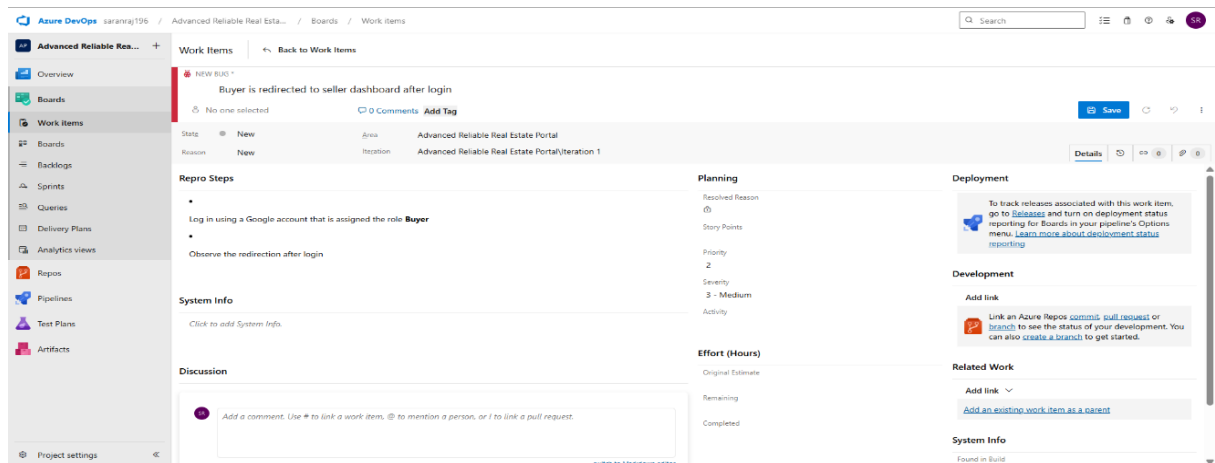 Azure DevOps saranraj196 / Advanced Reliable Real Esta... / Boards / Work items
Search
SR
AP Advanced Reliable Rea... +
Overview
Boards
Work items
Boards
Backlogs
Sprints
Queries
Delivery Plans
Analytics views
Repos
Pipelines
Test Plans
Artifacts
Project settings
Work Items
Back to Work Items
NEW BUG *
Buyer is redirected to seller dashboard after login
No one selected
0 Comments
Add Tag
Save
State New
Area Advanced Reliable Real Estate Portal
Reason New
Iteration Advanced Reliable Real Estate Portal\Iteration 1
Details
0
0
Repro Steps
•
Log in using a Google account that is assigned the role Buyer
•
Observe the redirection after login
System Info
Click to add System Info.
Discussion
SR
Add a comment. Use # to link a work item, @ to mention a person, or ! to link a pull request.
Planning
Resolved Reason
Story Points
Priority
2
Severity
3 - Medium
Activity
Effort (Hours)
Original Estimate
Remaining
Completed
Deployment
To track releases associated with this work item,
go to Releases and turn on deployment status
reporting for Boards in your pipeline's Options
menu. Learn more about deployment status
reporting
Development
Add link
Link an Azure Repos commit, pull request or
branch to see the status of your development. You
can also create a branch to get started.
Related Work
Add link
Add an existing work item as a parent
System Info
Found in Build